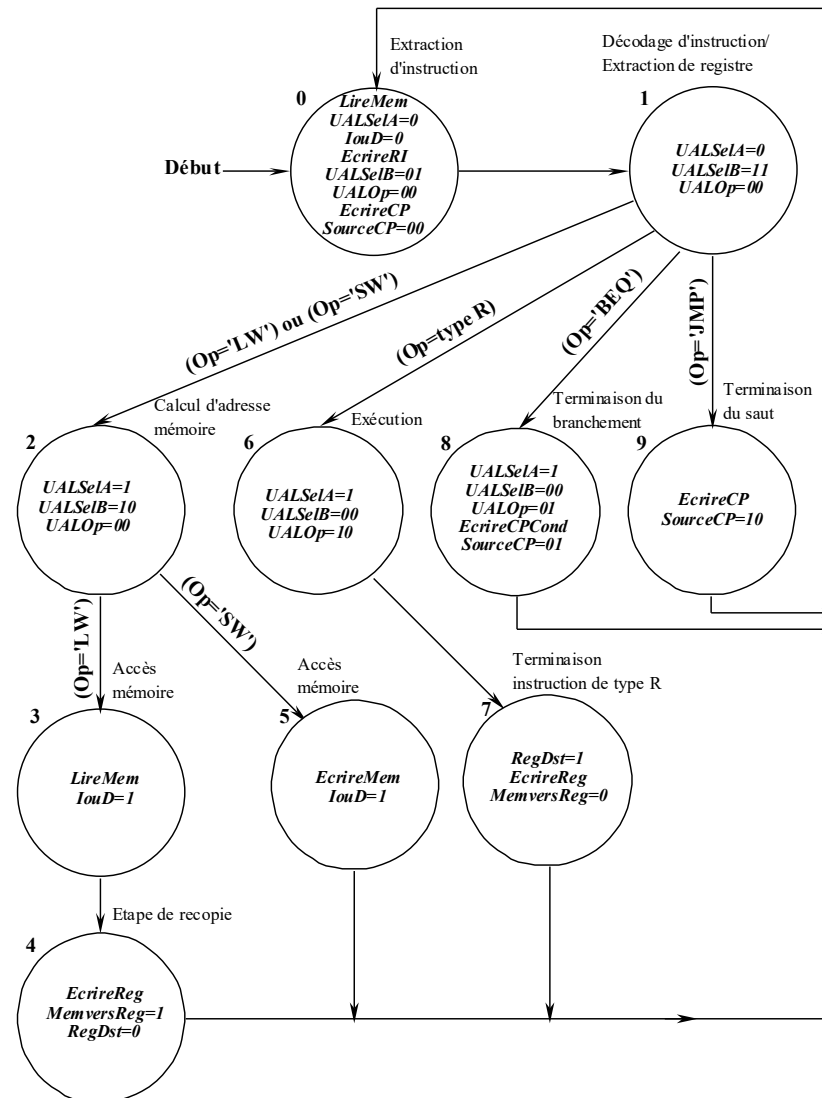 Extraction
d'instruction
Décodage d'instruction/
Extraction de registre
0
LireMem
UALSelA=0
IouD=0
EcrireRI
UALSelB=01
UALOp=00
EcrireCP
SourceCP=00
Début
1
UALSelA=0
UALSelB=11
UALOp=00
(Op='LW') ou (Op='SW')
(Op=type R)
(Op='BEQ')
(Op='JMP')
Calcul d'adresse
mémoire
2
UALSelA=1
UALSelB=10
UALOp=00
Exécution
6
UALSelA=1
UALSelB=00
UALOp=10
Terminaison du
branchement
8
UALSelA=1
UALSelB=00
UALOp=01
EcrireCPCond
SourceCP=01
Terminaison
du saut
9
EcrireCP
SourceCP=10
(Op='LW')
(Op='SW')
Accès
mémoire
3
LireMem
IouD=1
Accès
mémoire
5
EcrireMem
IouD=1
Terminaison
instruction de type R
7
RegDst=1
EcrireReg
MemversReg=0
Etape de recopie
4
EcrireReg
MemversReg=1
RegDst=0